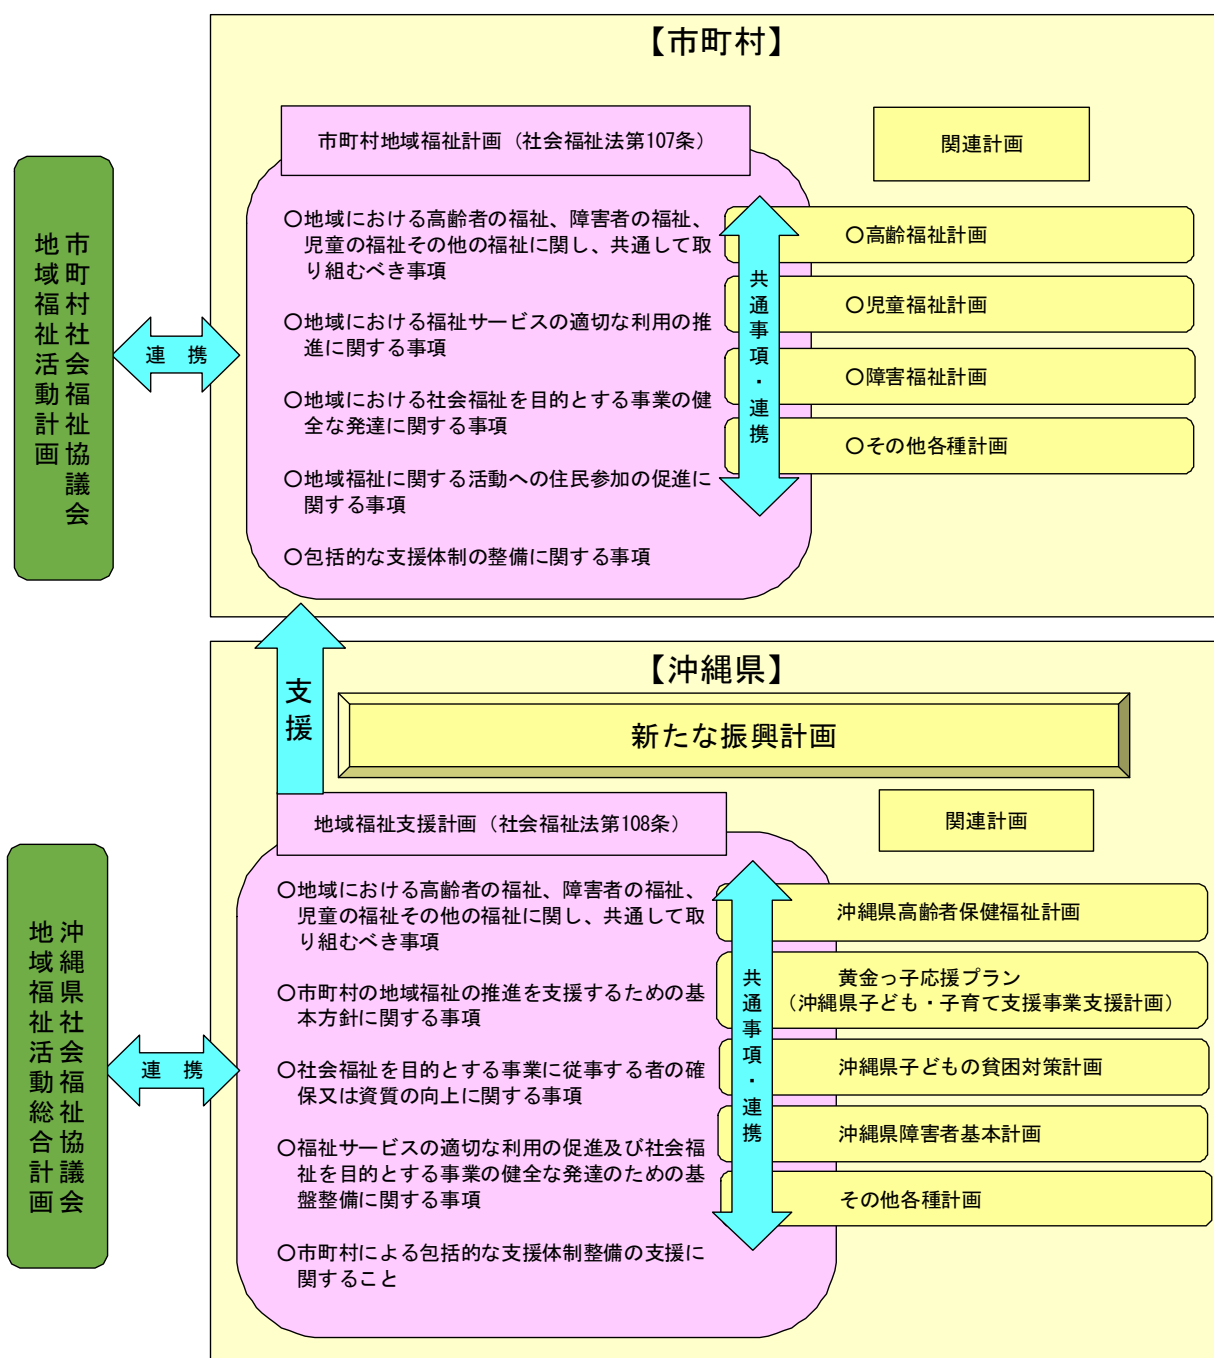 【市町村】
市町村地域福祉計画（社会福祉法第107条）
関連計画
市町村社会福祉協議会
地域福祉活動計画
連 携
〇地域における高齢者の福祉、障害者の福祉、
児童の福祉その他の福祉に関し、共通して取
り組むべき事項
〇地域における福祉サービスの適切な利用の推
進に関する事項
〇地域における社会福祉を目的とする事業の健
全な発達に関する事項
〇地域福祉に関する活動への住民参加の促進に
関する事項
〇包括的な支援体制の整備に関する事項
共通事項・連携
〇高齢福祉計画
〇児童福祉計画
〇障害福祉計画
〇その他各種計画
支援
【沖縄県】
新たな振興計画
地域福祉支援計画（社会福祉法第108条）
関連計画
沖縄県社会福祉協議会
地域福祉活動総合計画
連 携
〇地域における高齢者の福祉、障害者の福祉、
児童の福祉その他の福祉に関し、共通して取
り組むべき事項
〇市町村の地域福祉の推進を支援するための基
本方針に関する事項
〇社会福祉を目的とする事業に従事する者の確
保又は資質の向上に関する事項
〇福祉サービスの適切な利用の促進及び社会福
祉を目的とする事業の健全な発達のための基
盤整備に関する事項
〇市町村による包括的な支援体制整備の支援に
関すること
共通事項・連携
沖縄県高齢者保健福祉計画
黄金っ子応援プラン
（沖縄県子ども・子育て支援事業支援計画）
沖縄県子どもの貧困対策計画
沖縄県障害者基本計画
その他各種計画